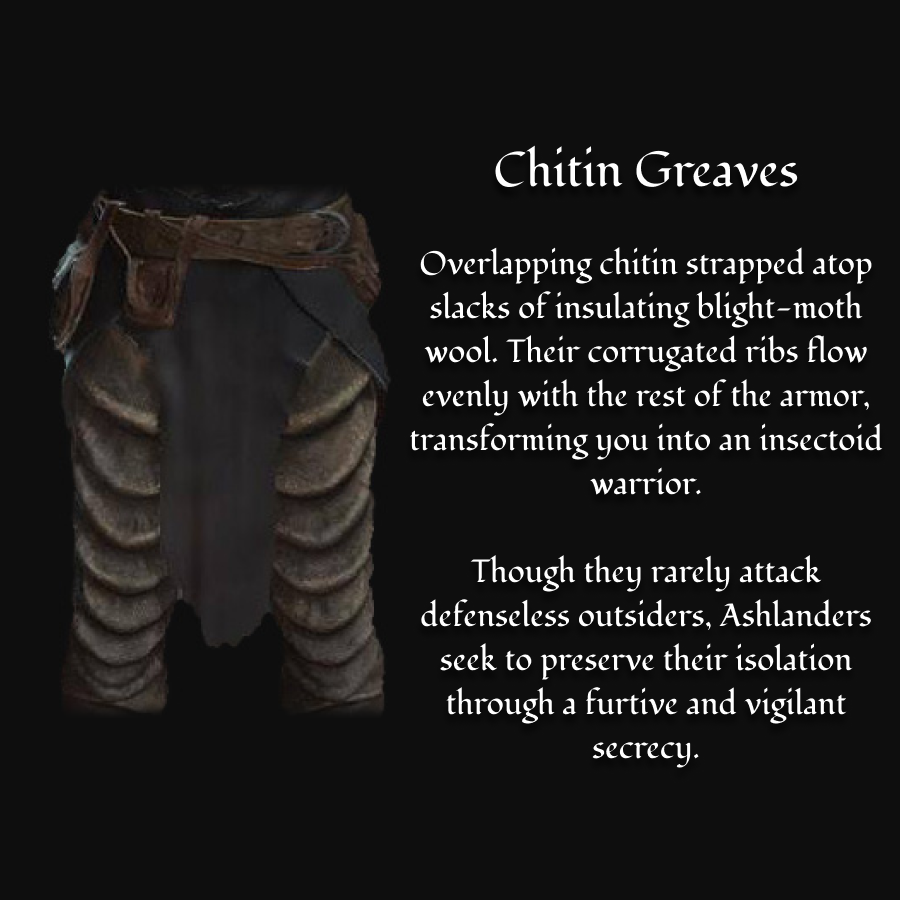 Chitin Greaves
Overlapping chitin strapped atop
slacks of insulating blight-moth
wool. Their corrugated ribs flow
evenly with the rest of the armor,
transforming you into an insectoid
warrior.
Though they rarely attack
defenseless outsiders, Ashlanders
seek to preserve their isolation
through a furtive and vigilant
secrecy.